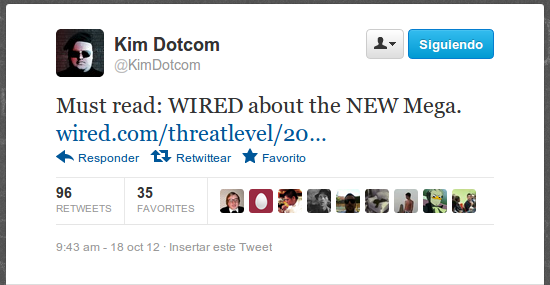 Kim Dotcom
@KimDotcom
Siguiendo
Must read: WIRED about the NEW Mega.
wired.com/threatlevel/20...
Responder Retwittear Favorito
96 35
RETWEETS FAVORITES
9:43 am - 18 oct 12 · Insertar este Tweet